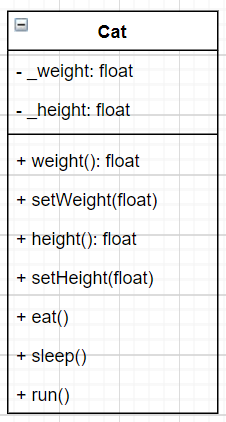 Cat
- _weight: float
- _height: float
+ weight(): float
+ setWeight(float)
+ height(): float
+ setHeight(float)
+ eat()
+ sleep()
+ run()